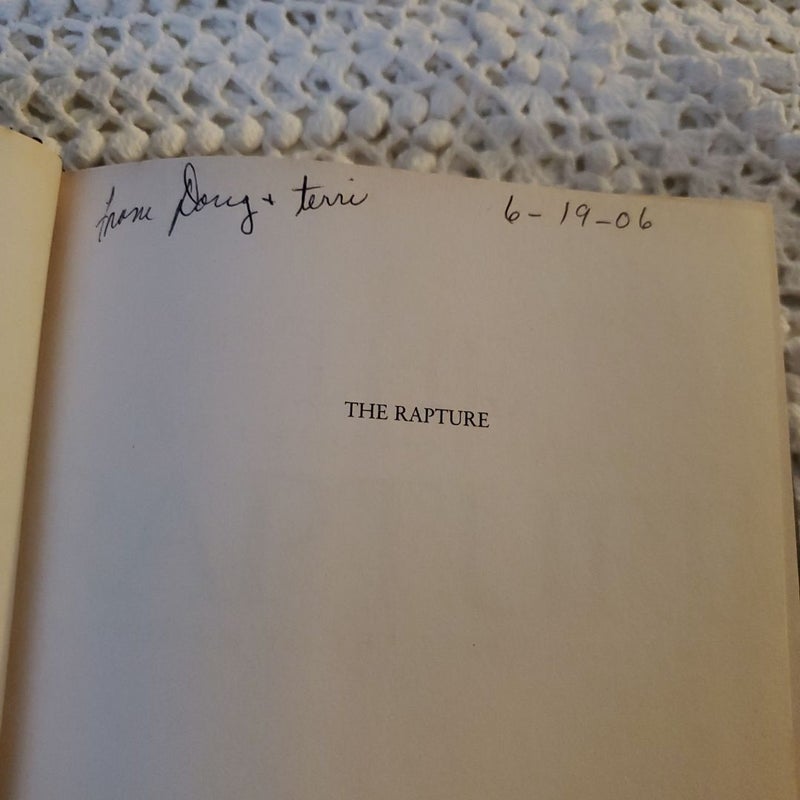 from Doug + terri 6-19-06
THE RAPTURE